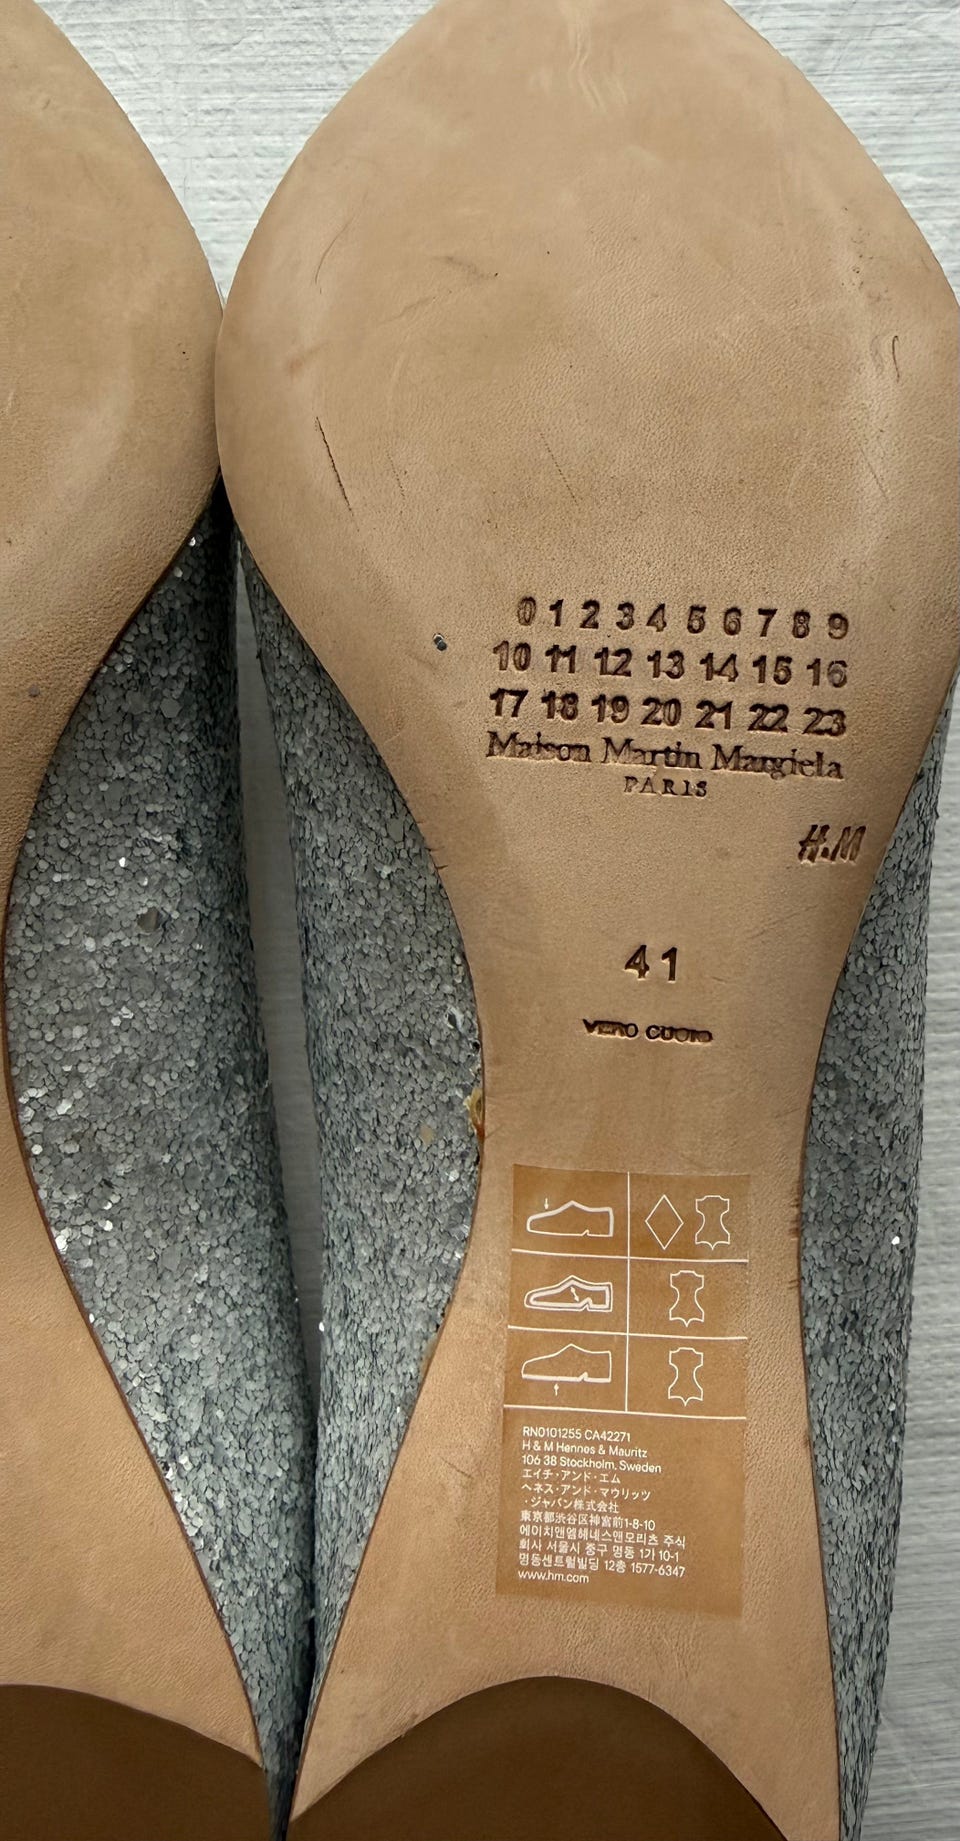 0 1 2 3 4 5 6 7 8 9
10 11 12 13 14 15 16
17 18 19 20 21 22 23
Maison Martin Margiela
PARIS
H&M
41
VERO CUOIO
RN0101255 CA42271
H & M Hennes & Mauritz
106 38 Stockholm, Sweden
エイチ・アンド・エム
ヘネス・アンド・マウリッツ
・ジャパン株式会社
東京都渋谷区神宮前1-8-10
에이치앤엠헤네스앤모리츠 주식
회사 서울시 중구 명동 1가 10-1
명동센트럴빌딩 12층 1577-6347
www.hm.com